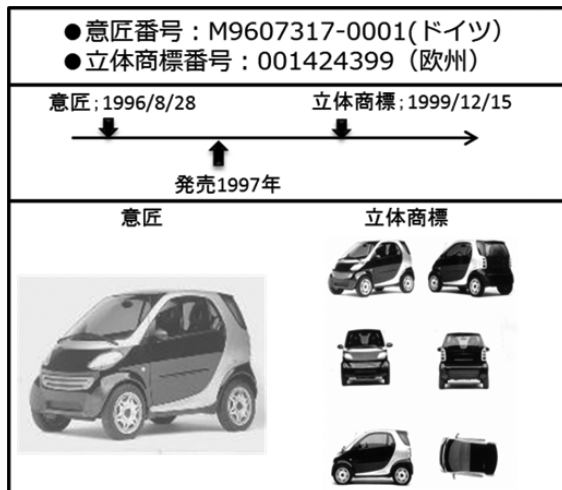 ●意匠番号：M9607317-0001(ドイツ）
●立体商標番号：001424399（欧州）
意匠；1996/8/28
立体商標；1999/12/15
発売1997年
意匠
立体商標